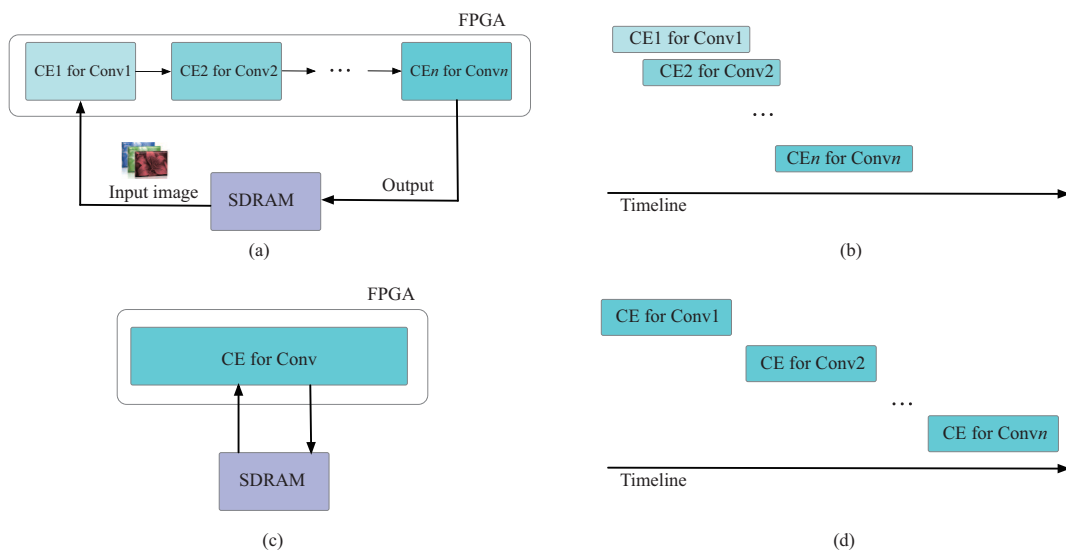 FPGA
CE1 for Conv1
CE2 for Conv2
...
CEn for Convn
Input image
Output
SDRAM
(a)
CE1 for Conv1
CE2 for Conv2
...
CEn for Convn
Timeline
(b)
FPGA
CE for Conv
SDRAM
(c)
CE for Conv1
CE for Conv2
...
CE for Convn
Timeline
(d)